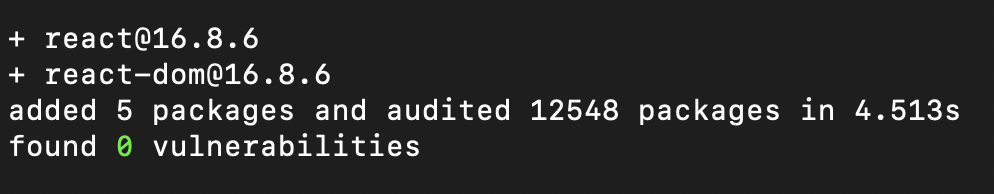 + react@16.8.6
+ react-dom@16.8.6
added 5 packages and audited 12548 packages in 4.513s
found 0 vulnerabilities